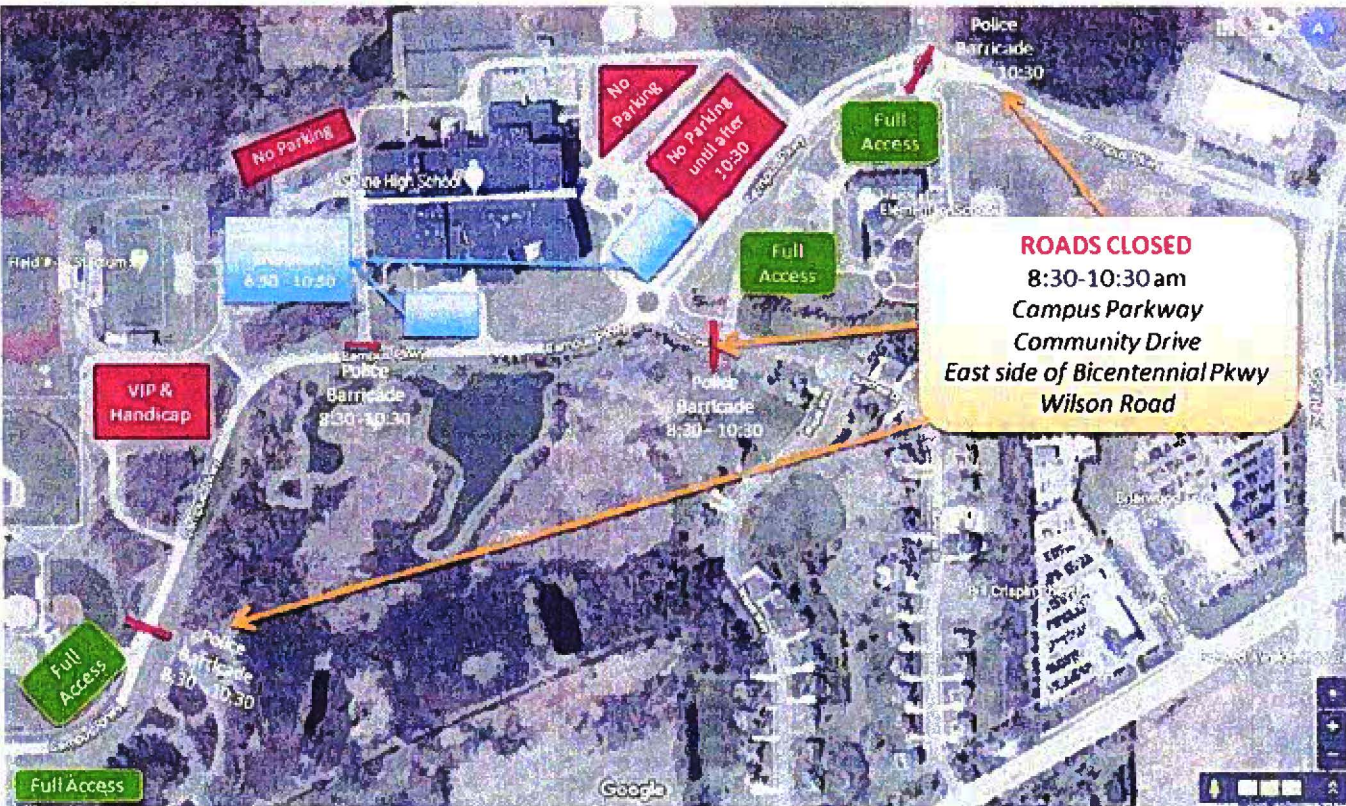 Police
Barricade
10:30
A
No
Parking
No Parking
until after
10:30
Full
Access
No Parking
High School
Full
Access
8:30 - 10:30
ROADS CLOSED
8:30-10:30am
Campus Parkway
Community Drive
East side of Bicentennial Pkwy
Wilson Road
VIP &
Handicap
Police
Barricade
8:30 - 10:30
Police
Barricade
8:30 - 10:30
Police
Barricade
8:30 - 10:30
Full
Access
Full Access
Google